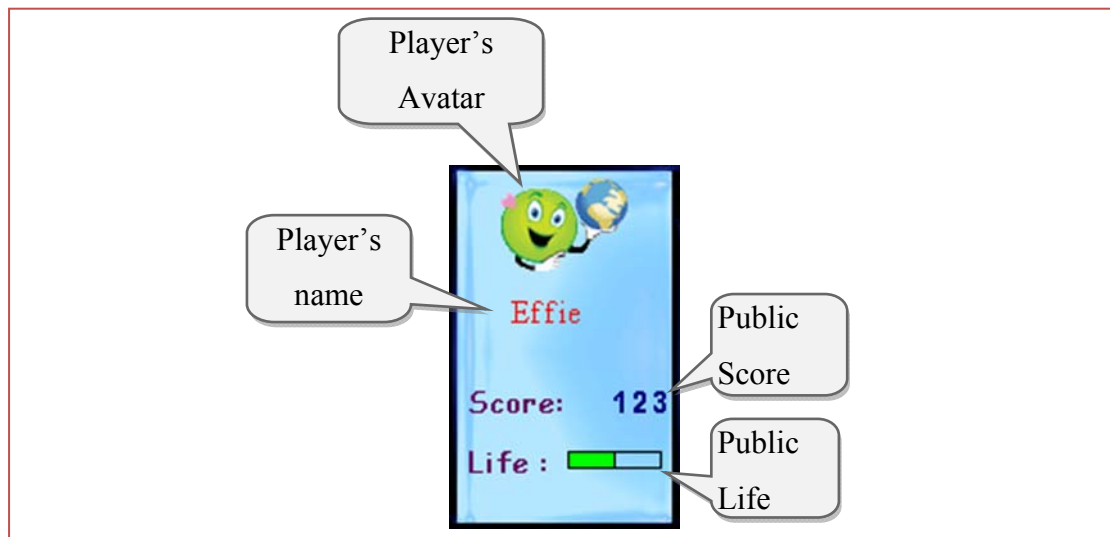 Player’s
Avatar
Player’s
name
Effie
Public
Score
Score: 123
Public
Life
Life :